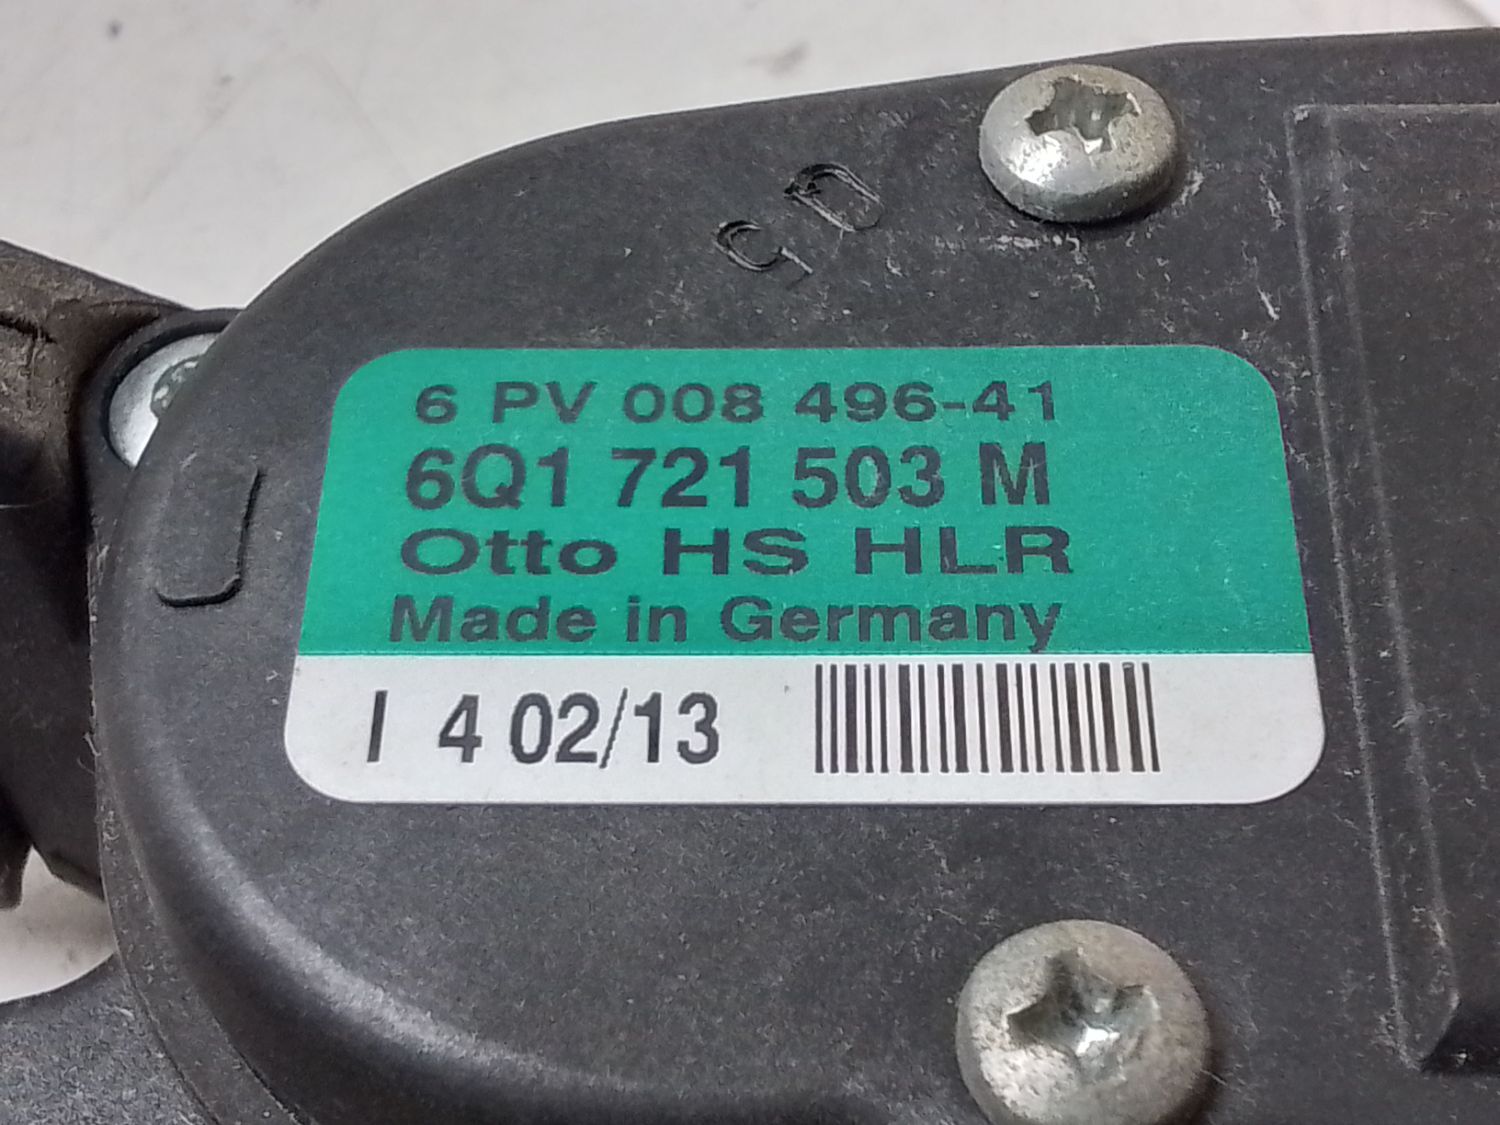 6 PV 008 496-41
6Q1 721 503 M
Otto HS HLR
Made in Germany
I 4 02/13